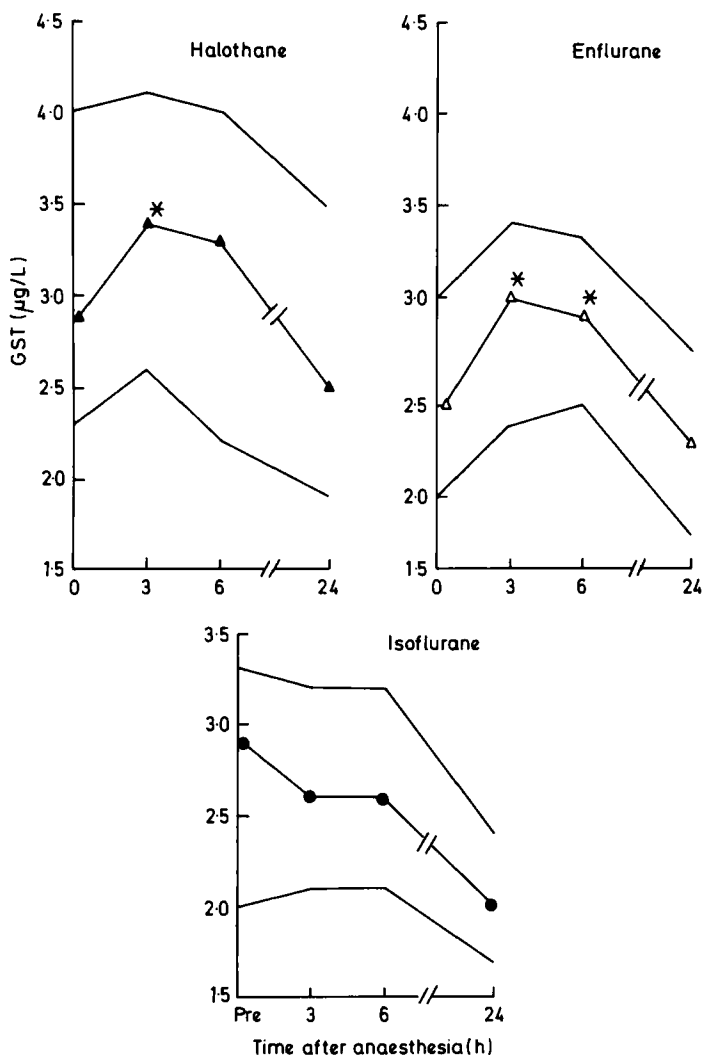 Halothane
GST (µg/L)
4·5
4·0
3·5
3·0
2·5
2·0
1·5
*
0 3 6 24
Enflurane
4·5
4·0
3·5
3·0
2·5
2·0
1·5
* *
0 3 6 24
Isoflurane
3·5
3·0
2·5
2·0
1·5
Pre 3 6 24
Time after anaesthesia (h)